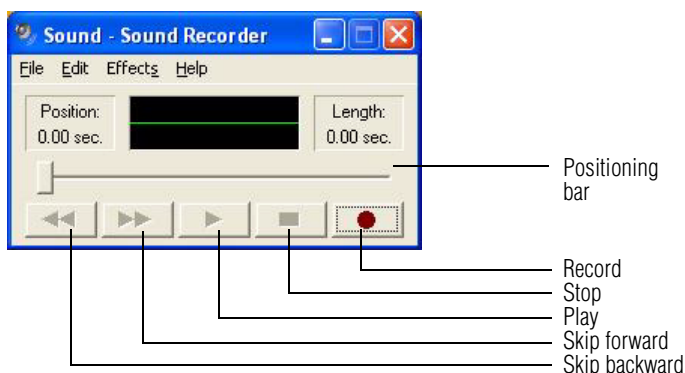 Sound - Sound Recorder
File Edit Effects Help
Position:
0.00 sec.
Length:
0.00 sec.
Positioning
bar
Record
Stop
Play
Skip forward
Skip backward